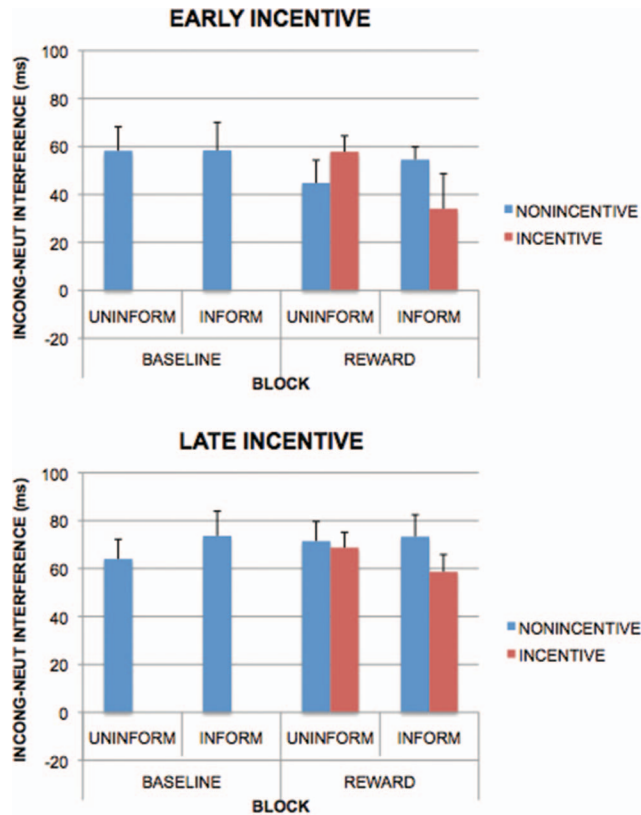 EARLY INCENTIVE
INCONG-NEUT INTERFERENCE (ms)
100
80
60
40
20
0
-20
UNINFORM INFORM UNINFORM INFORM
BASELINE REWARD
BLOCK
NONINCENTIVE
INCENTIVE
LATE INCENTIVE
INCONG-NEUT INTERFERENCE (ms)
100
80
60
40
20
0
-20
UNINFORM INFORM UNINFORM INFORM
BASELINE REWARD
BLOCK
NONINCENTIVE
INCENTIVE